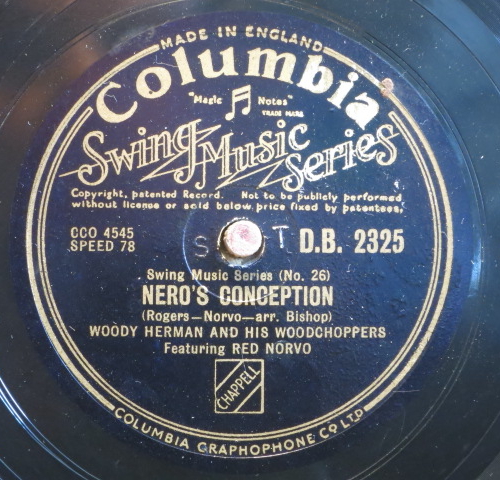 MADE IN ENGLAND
Columbia
"Magic Notes"
TRADE MARK
Swing Music Series
Copyright, patented Record. Not to be publicly performed
without license or sold below price fixed by patentees.
CCO 4545
SPEED 78
S T
D.B. 2325
Swing Music Series (No. 26)
NERO'S CONCEPTION
(Rogers—Norvo—arr. Bishop)
WOODY HERMAN AND HIS WOODCHOPPERS
Featuring RED NORVO
CHAPPELL
COLUMBIA GRAPHOPHONE CO LTD